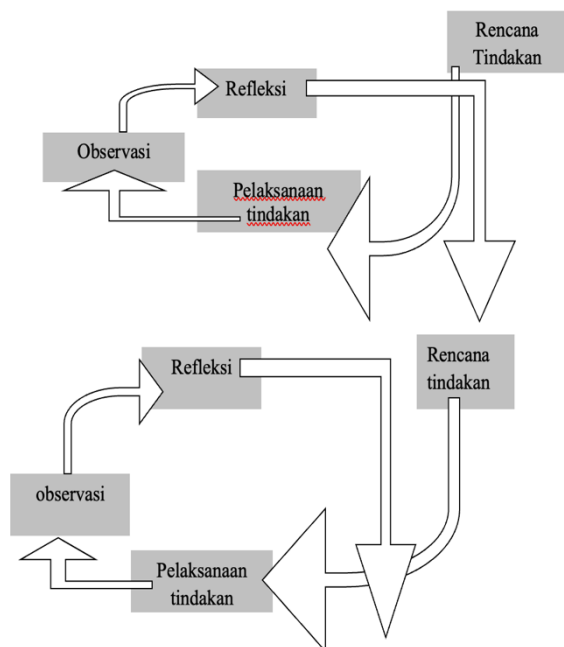 Rencana
Tindakan
Refleksi
Observasi
Pelaksanaan
tindakan
Rencana
tindakan
Refleksi
observasi
Pelaksanaan
tindakan